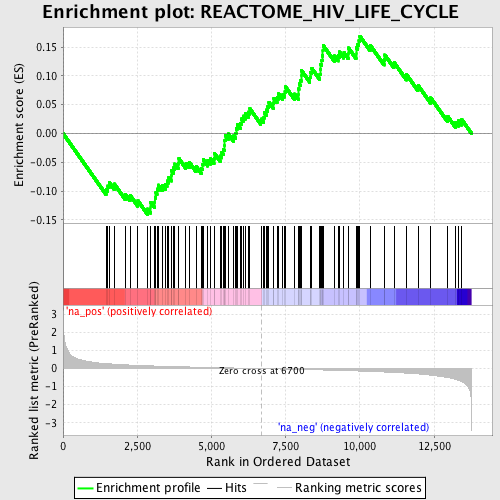 Enrichment plot: REACTOME_HIV_LIFE_CYCLE
Enrichment score (ES)
0.15
0.10
0.05
0.00
-0.05
-0.10
-0.15
'na_pos' (positively correlated)
Ranked list metric (PreRanked)
3
2
1
0
-1
-2
-3
Zero cross at 6700
'na_neg' (negatively correlated)
0
2,500
5,000
7,500
10,000
12,500
Rank in Ordered Dataset
Enrichment profile
Hits
Ranking metric scores